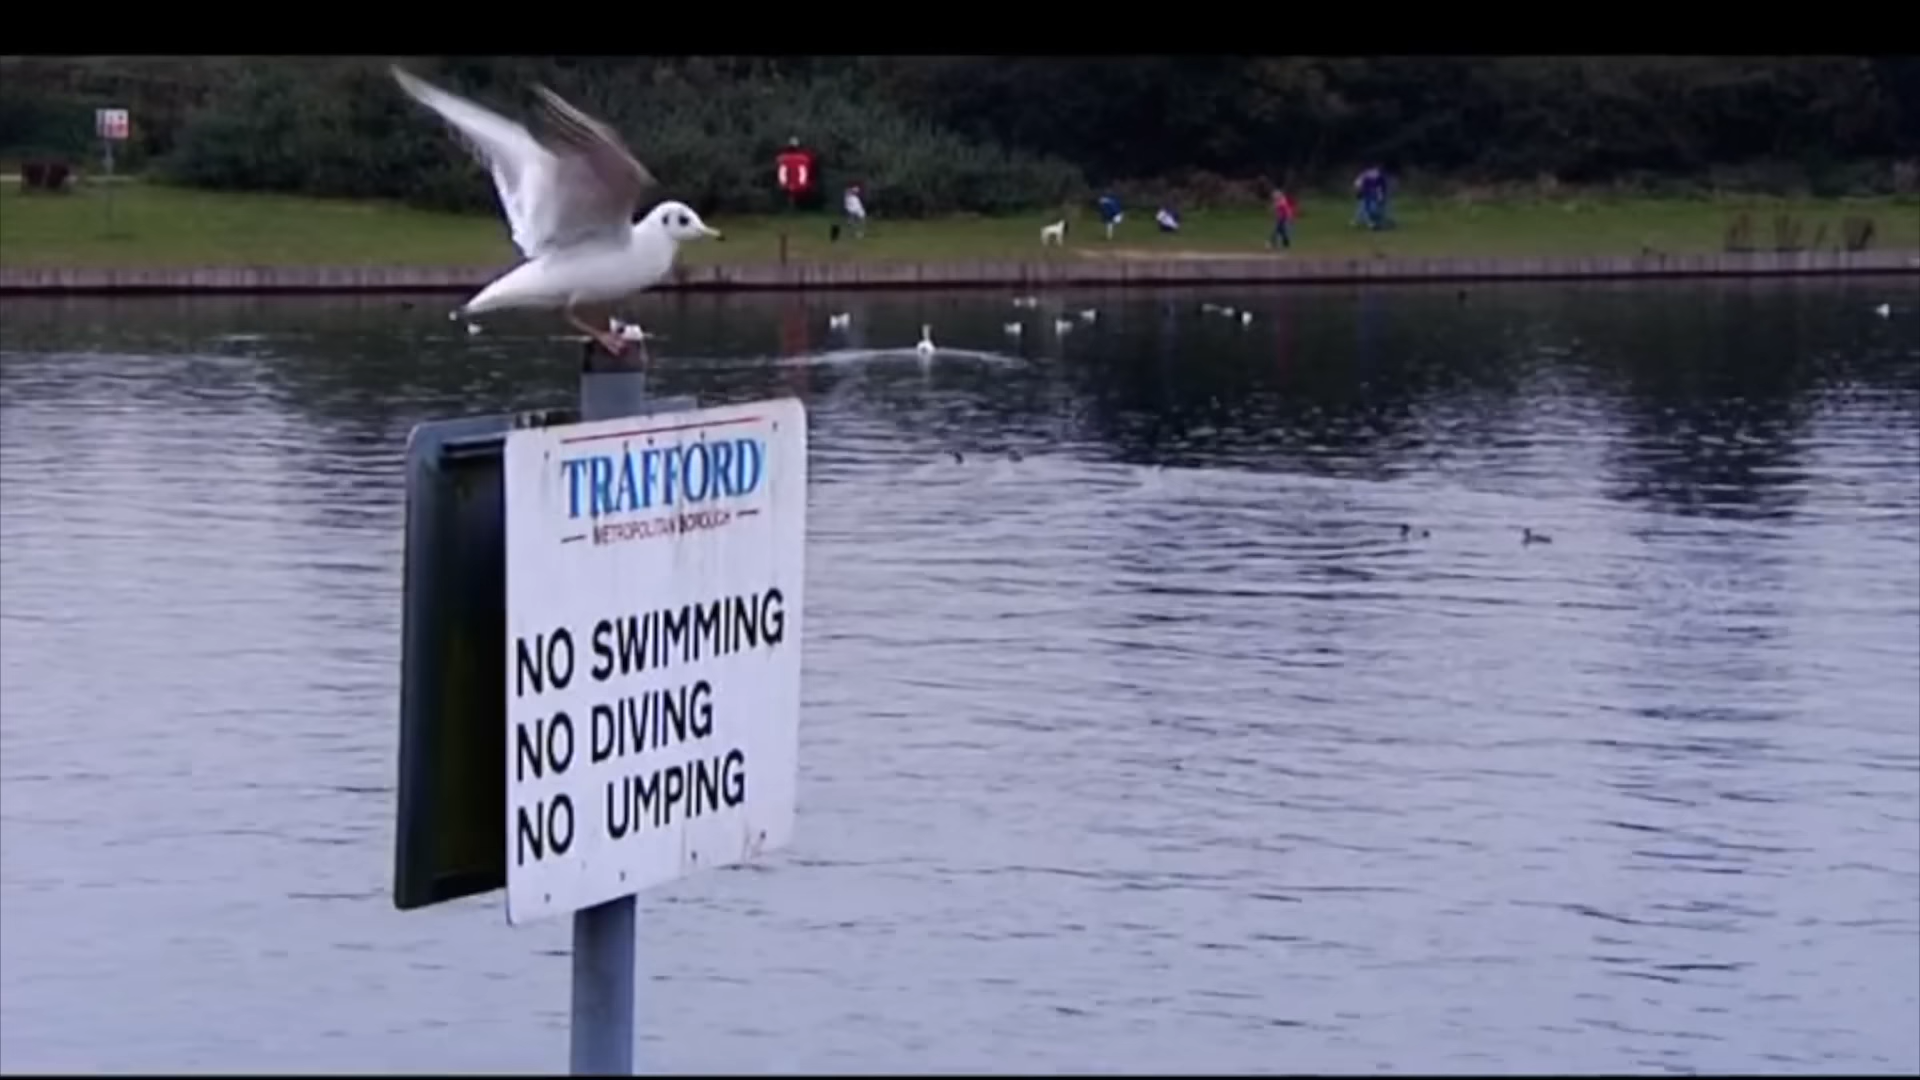 TRAFFORD
METROPOLITAN BOROUGH
NO SWIMMING
NO DIVING
NO UMPING